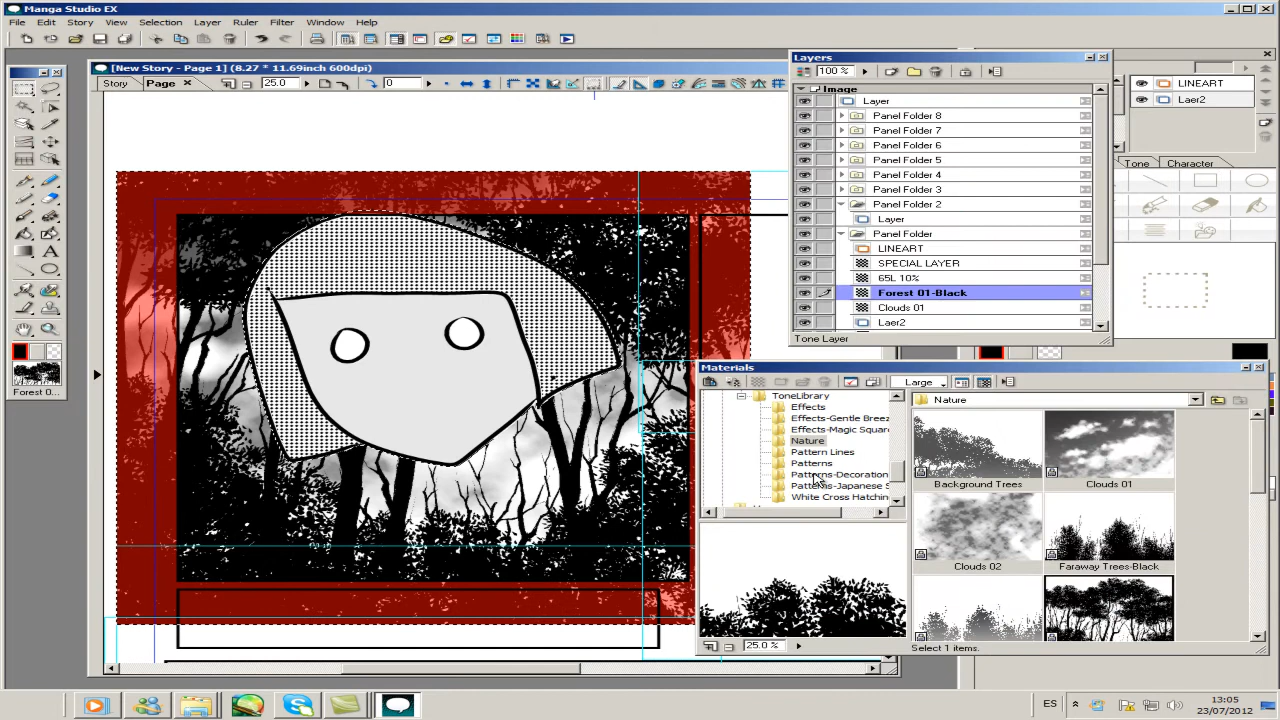 Manga Studio EX
File Edit Story View Selection Layer Ruler Filter Window Help
[New Story - Page 1] (8.27 * 11.69inch 600dpi)
Story Page 25.0 0
Layers
100 %
Image
Layer
Panel Folder 8
Panel Folder 7
Panel Folder 6
Panel Folder 5
Panel Folder 4
Panel Folder 3
Panel Folder 2
Layer
Panel Folder
LINEART
SPECIAL LAYER
65L 10%
Forest 01-Black
Clouds 01
Laer2
Tone Layer
LINEART
Laer2
Tone Character
A
Forest 0...
Materials
Large
ToneLibrary
Effects
Effects-Gentle Breez
Effects-Magic Square
Nature
Pattern Lines
Patterns
Patterns-Decoration
Patterns-Japanese S
White Cross Hatchin
25.0 %
Nature
Background Trees
Clouds 01
Clouds 02
Faraway Trees-Black
Select 1 items.
ES
13:05
23/07/2012